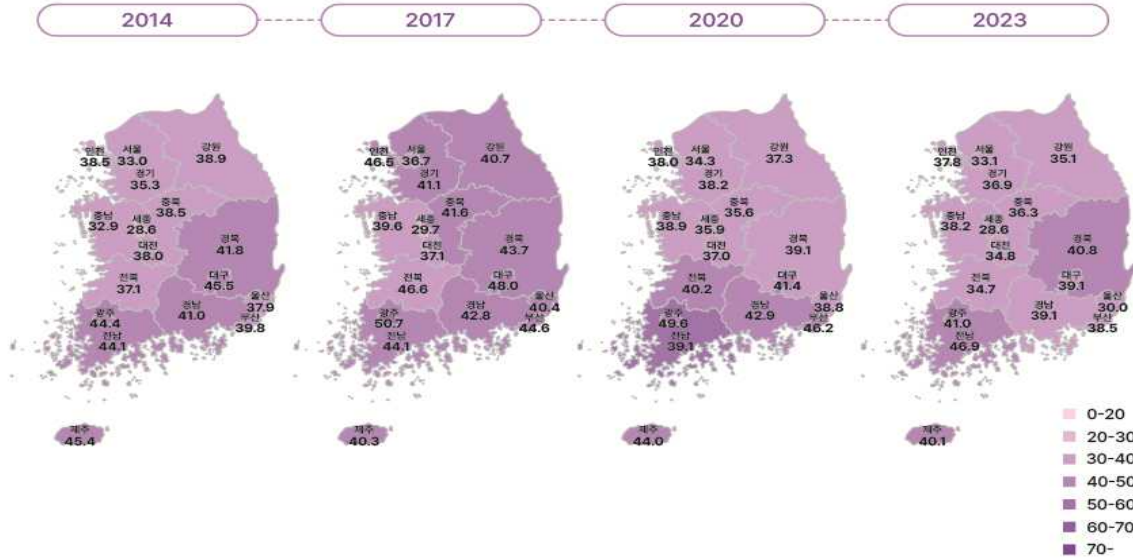 2014
2017
2020
2023
인천
38.5
서울
33.0
강원
38.9
경기
35.3
충북
38.5
충남
32.9
세종
28.6
대전
38.0
경북
41.8
대구
45.5
전북
37.1
울산
37.9
경남
41.0
부산
39.8
광주
44.4
전남
44.1
제주
45.4
인천
46.5
서울
36.7
강원
40.7
경기
41.1
충북
41.6
충남
39.6
세종
29.7
대전
37.1
경북
43.7
대구
48.0
전북
46.6
울산
40.4
경남
42.8
부산
44.6
광주
50.7
전남
44.1
제주
40.3
인천
38.0
서울
34.3
강원
37.3
경기
38.2
충북
35.6
충남
38.9
세종
35.9
대전
37.0
경북
39.1
대구
41.4
전북
40.2
울산
38.8
경남
42.9
부산
46.2
광주
49.6
전남
39.1
제주
44.0
인천
37.8
서울
33.1
강원
35.1
경기
36.9
충북
36.3
충남
38.2
세종
28.6
대전
34.8
경북
40.8
대구
39.1
전북
34.7
울산
30.0
경남
39.1
부산
38.5
광주
41.0
전남
46.9
제주
40.1
0-20
20-30
30-40
40-50
50-60
60-70
70-